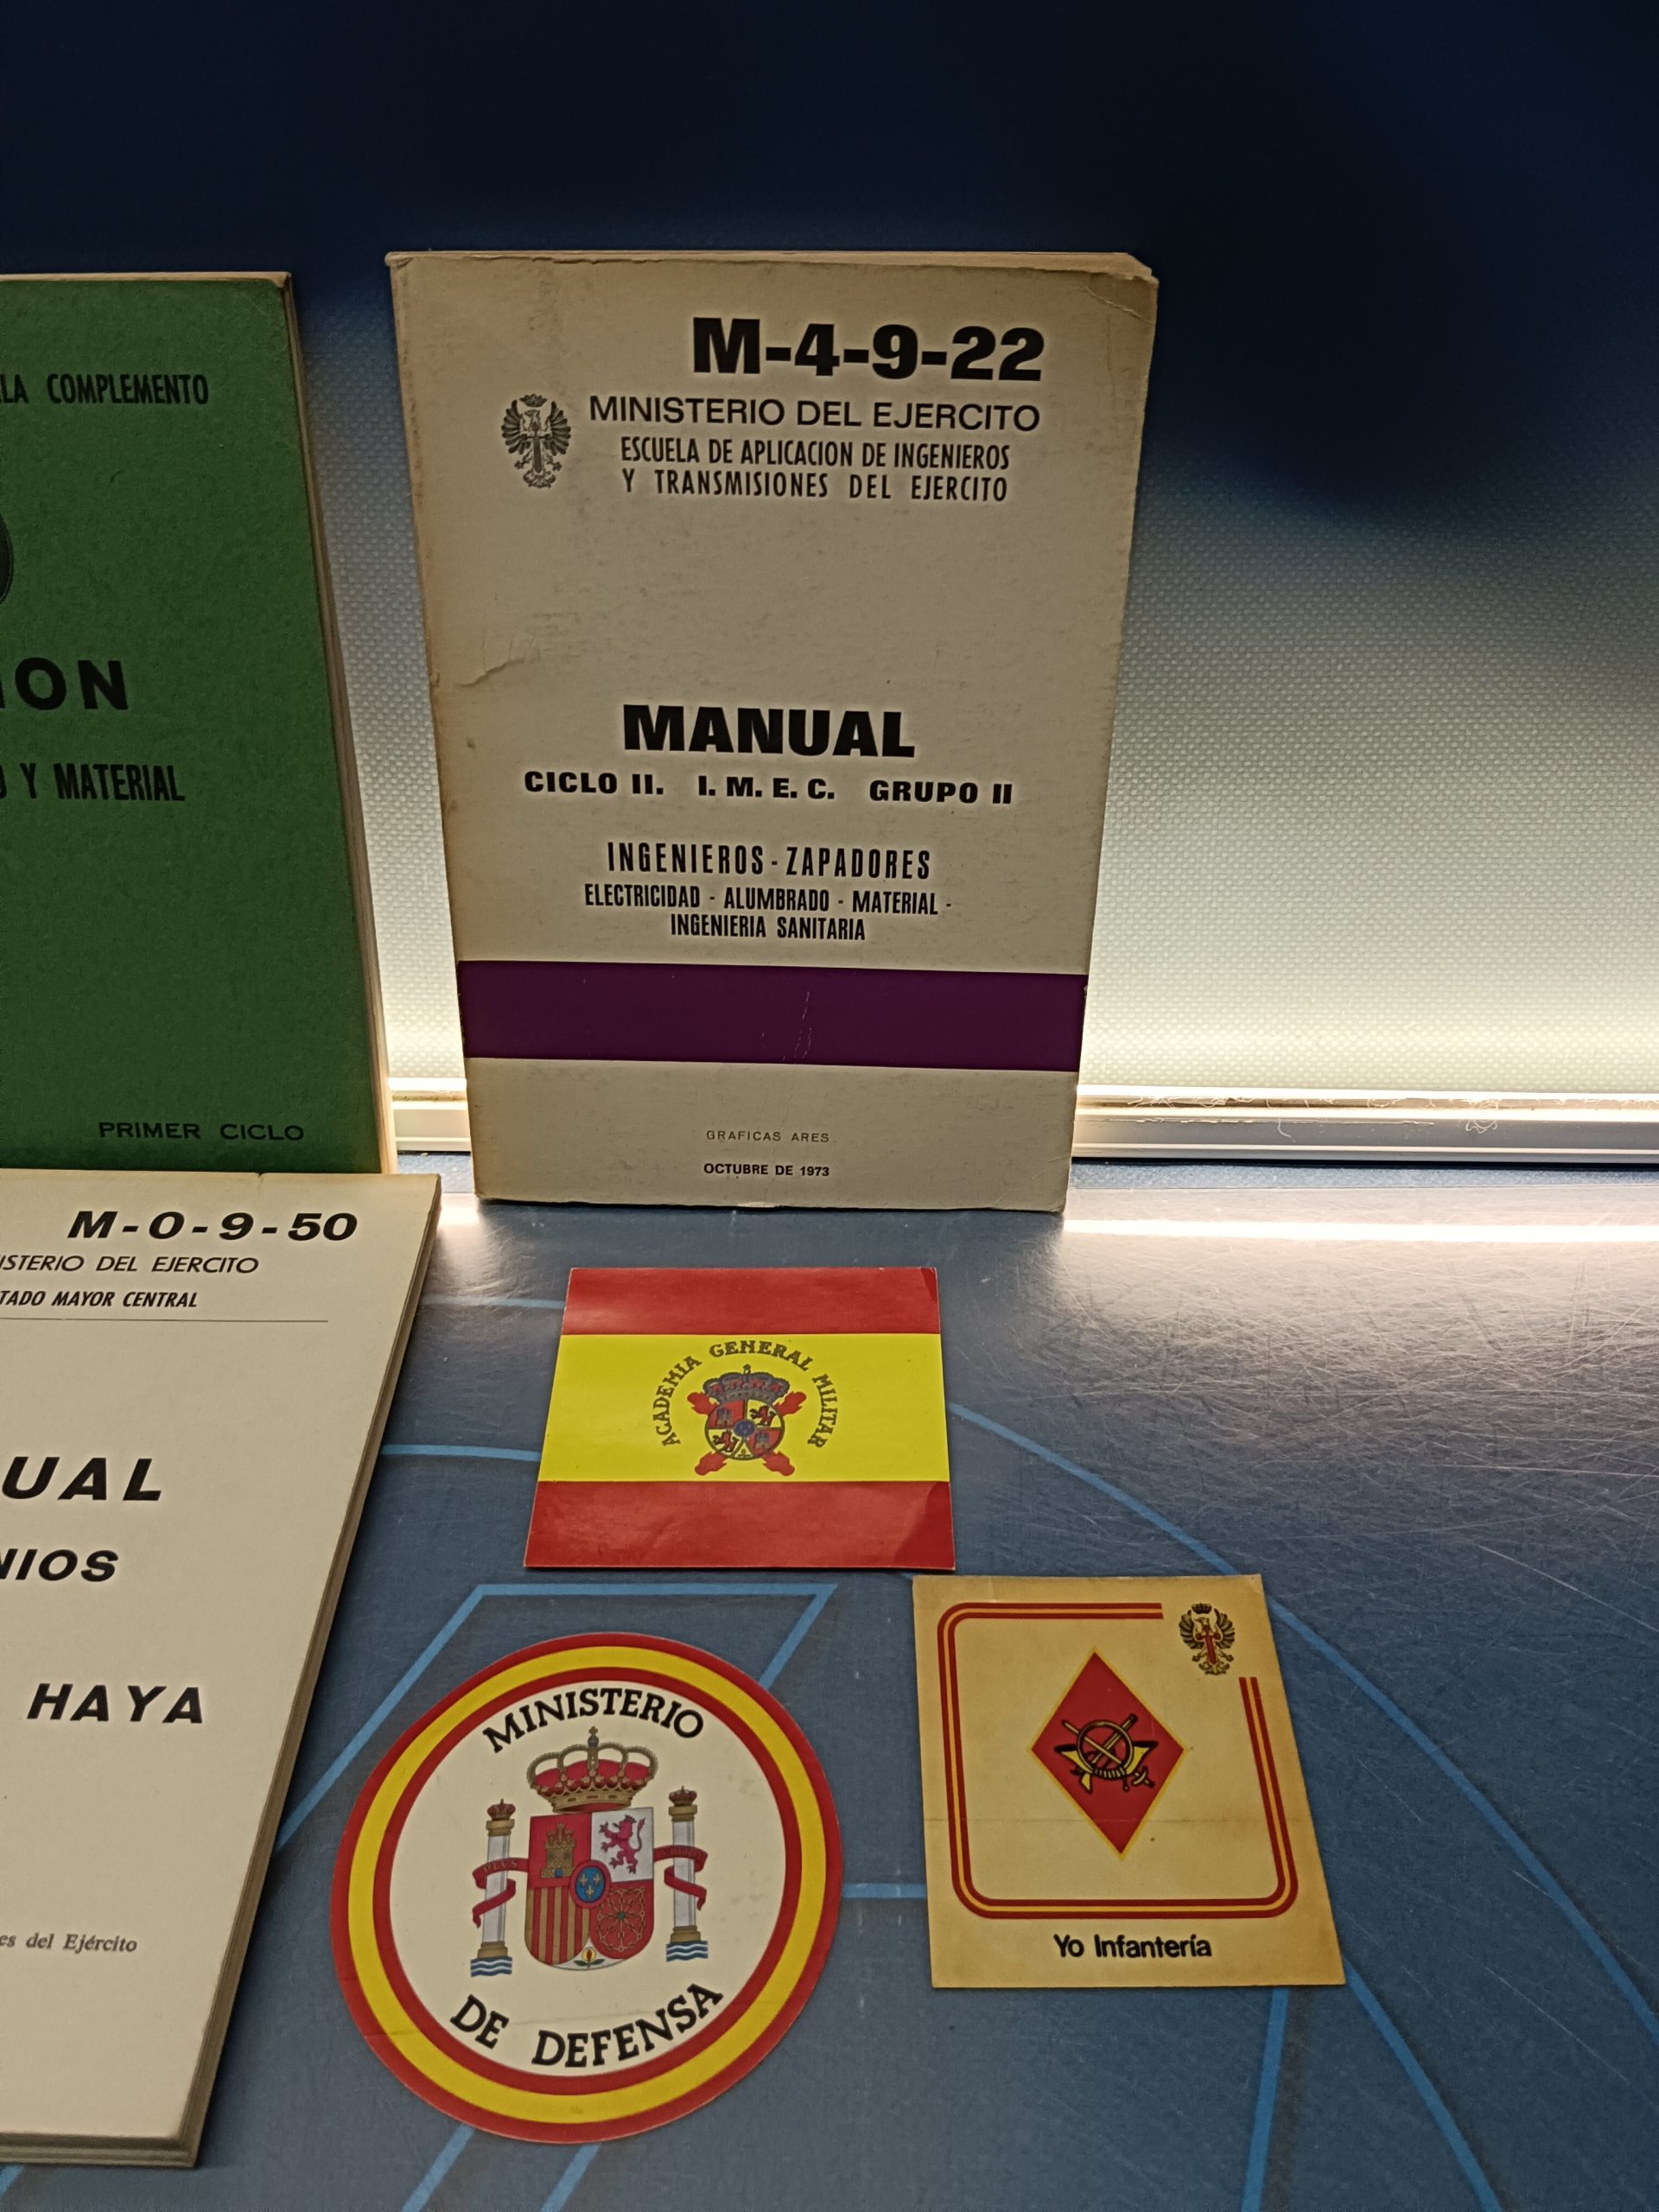 LA COMPLEMENTO
ION
Y MATERIAL
PRIMER CICLO
M-4-9-22
MINISTERIO DEL EJERCITO
ESCUELA DE APLICACION DE INGENIEROS
Y TRANSMISIONES DEL EJERCITO
MANUAL
CICLO II. I. M. E. C. GRUPO II
INGENIEROS - ZAPADORES
ELECTRICIDAD - ALUMBRADO - MATERIAL -
INGENIERIA SANITARIA
GRAFICAS ARES
OCTUBRE DE 1973
M-0-9-50
ISTERIO DEL EJERCITO
TADO MAYOR CENTRAL
UAL
NIOS
HAYA
es del Ejército
ACADEMIA GENERAL MILITAR
MINISTERIO
PLUS
DE DEFENSA
Yo Infantería